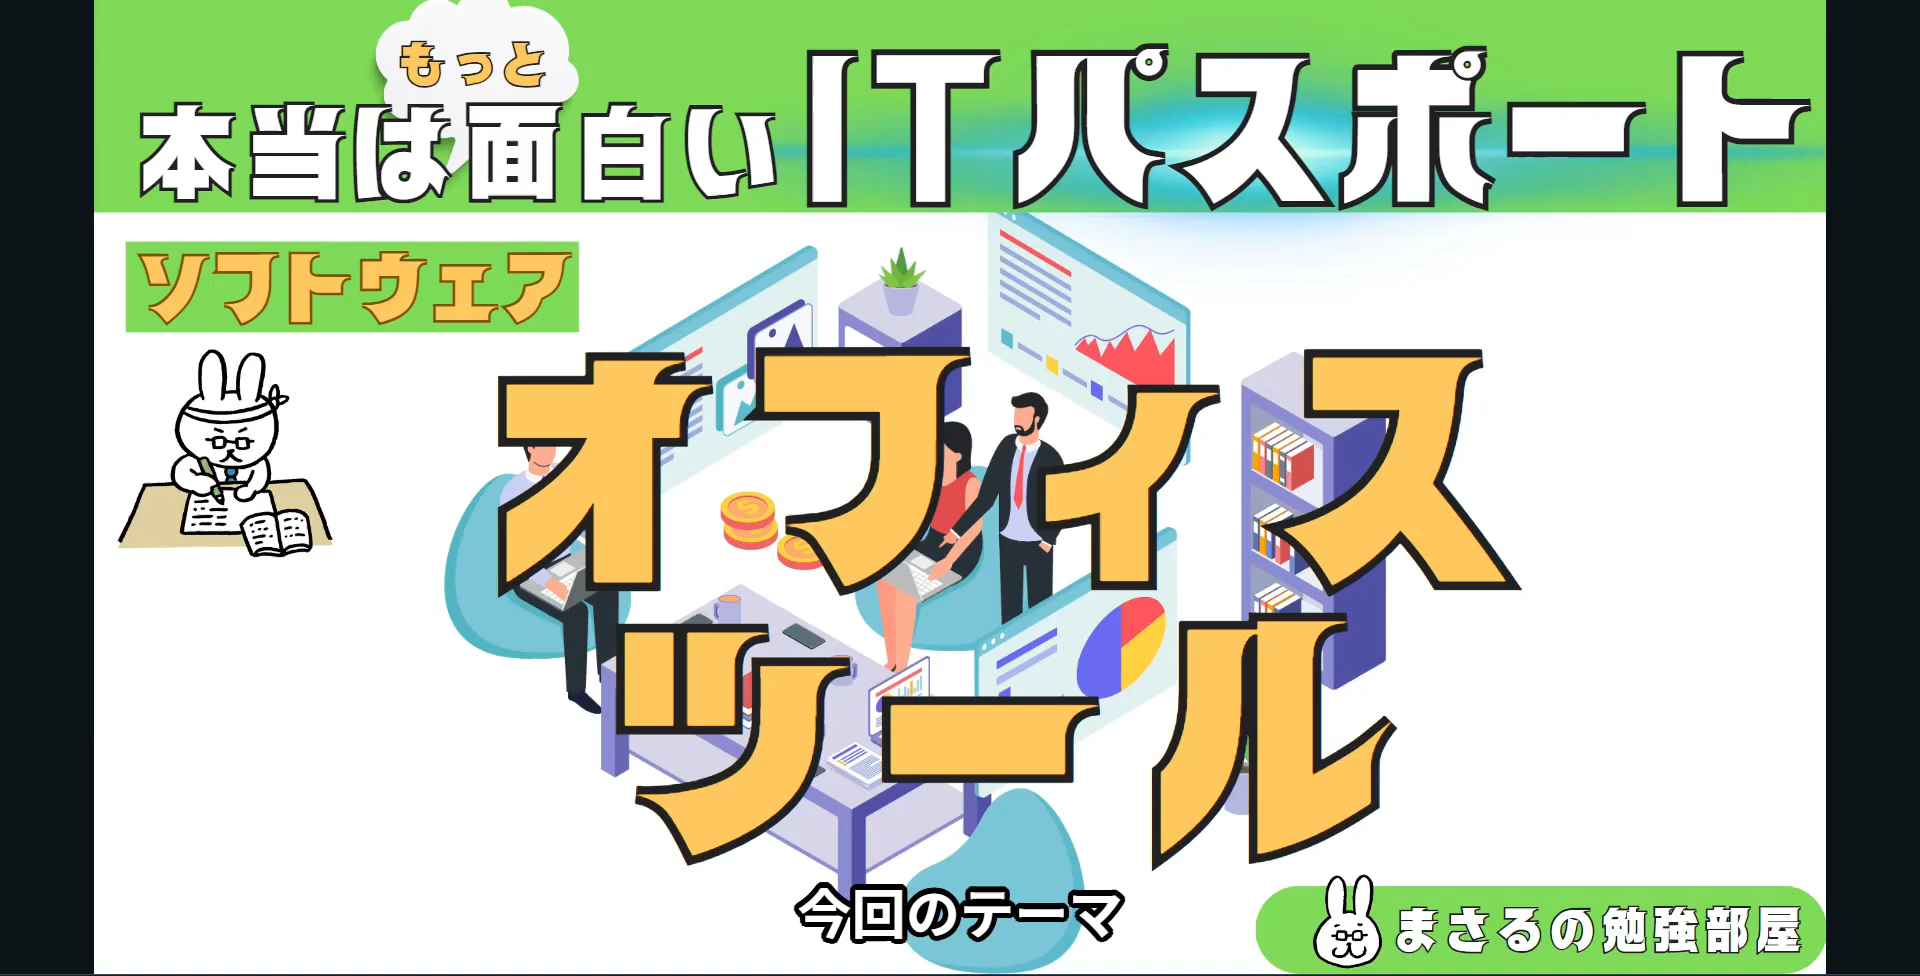 もっと
本当は面白いITパスポート
ソフトウェア
オフィス
ツール
今回のテーマ
まさるの勉強部屋